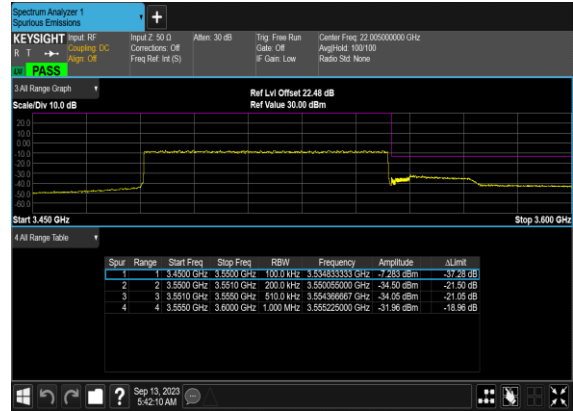 Spectrum Analyzer 1
Spurious Emissions
KEYSIGHT Input: RF Input Z: 50 Ω Atten: 30 dB Trig: Free Run Center Freq: 22.005000000 GHz
R T Coupling: DC Corrections: Off Gate: Off Avg|Hold: 100/100
Align: Off Freq Ref: Int (S) IF Gain: Low Radio Std: None
PASS
3 All Range Graph
Ref Lvl Offset 22.48 dB
Scale/Div 10.0 dB Ref Value 30.00 dBm
20.0
10.0
0.00
-10.0
-20.0
-30.0
-40.0
-50.0
-60.0
Start 3.450 GHz Stop 3.600 GHz
4 All Range Table
Spur Range Start Freq Stop Freq RBW Frequency Amplitude ΔLimit
1 1 3.4500 GHz 3.5500 GHz 100.0 kHz 3.534833333 GHz -7.283 dBm -37.28 dB
2 2 3.5500 GHz 3.5510 GHz 200.0 kHz 3.550055000 GHz -34.50 dBm -21.50 dB
3 3 3.5510 GHz 3.5550 GHz 510.0 kHz 3.554366667 GHz -34.05 dBm -21.05 dB
4 4 3.5550 GHz 3.6000 GHz 1.000 MHz 3.555225000 GHz -31.96 dBm -18.96 dB
Sep 13, 2023
5:42:10 AM